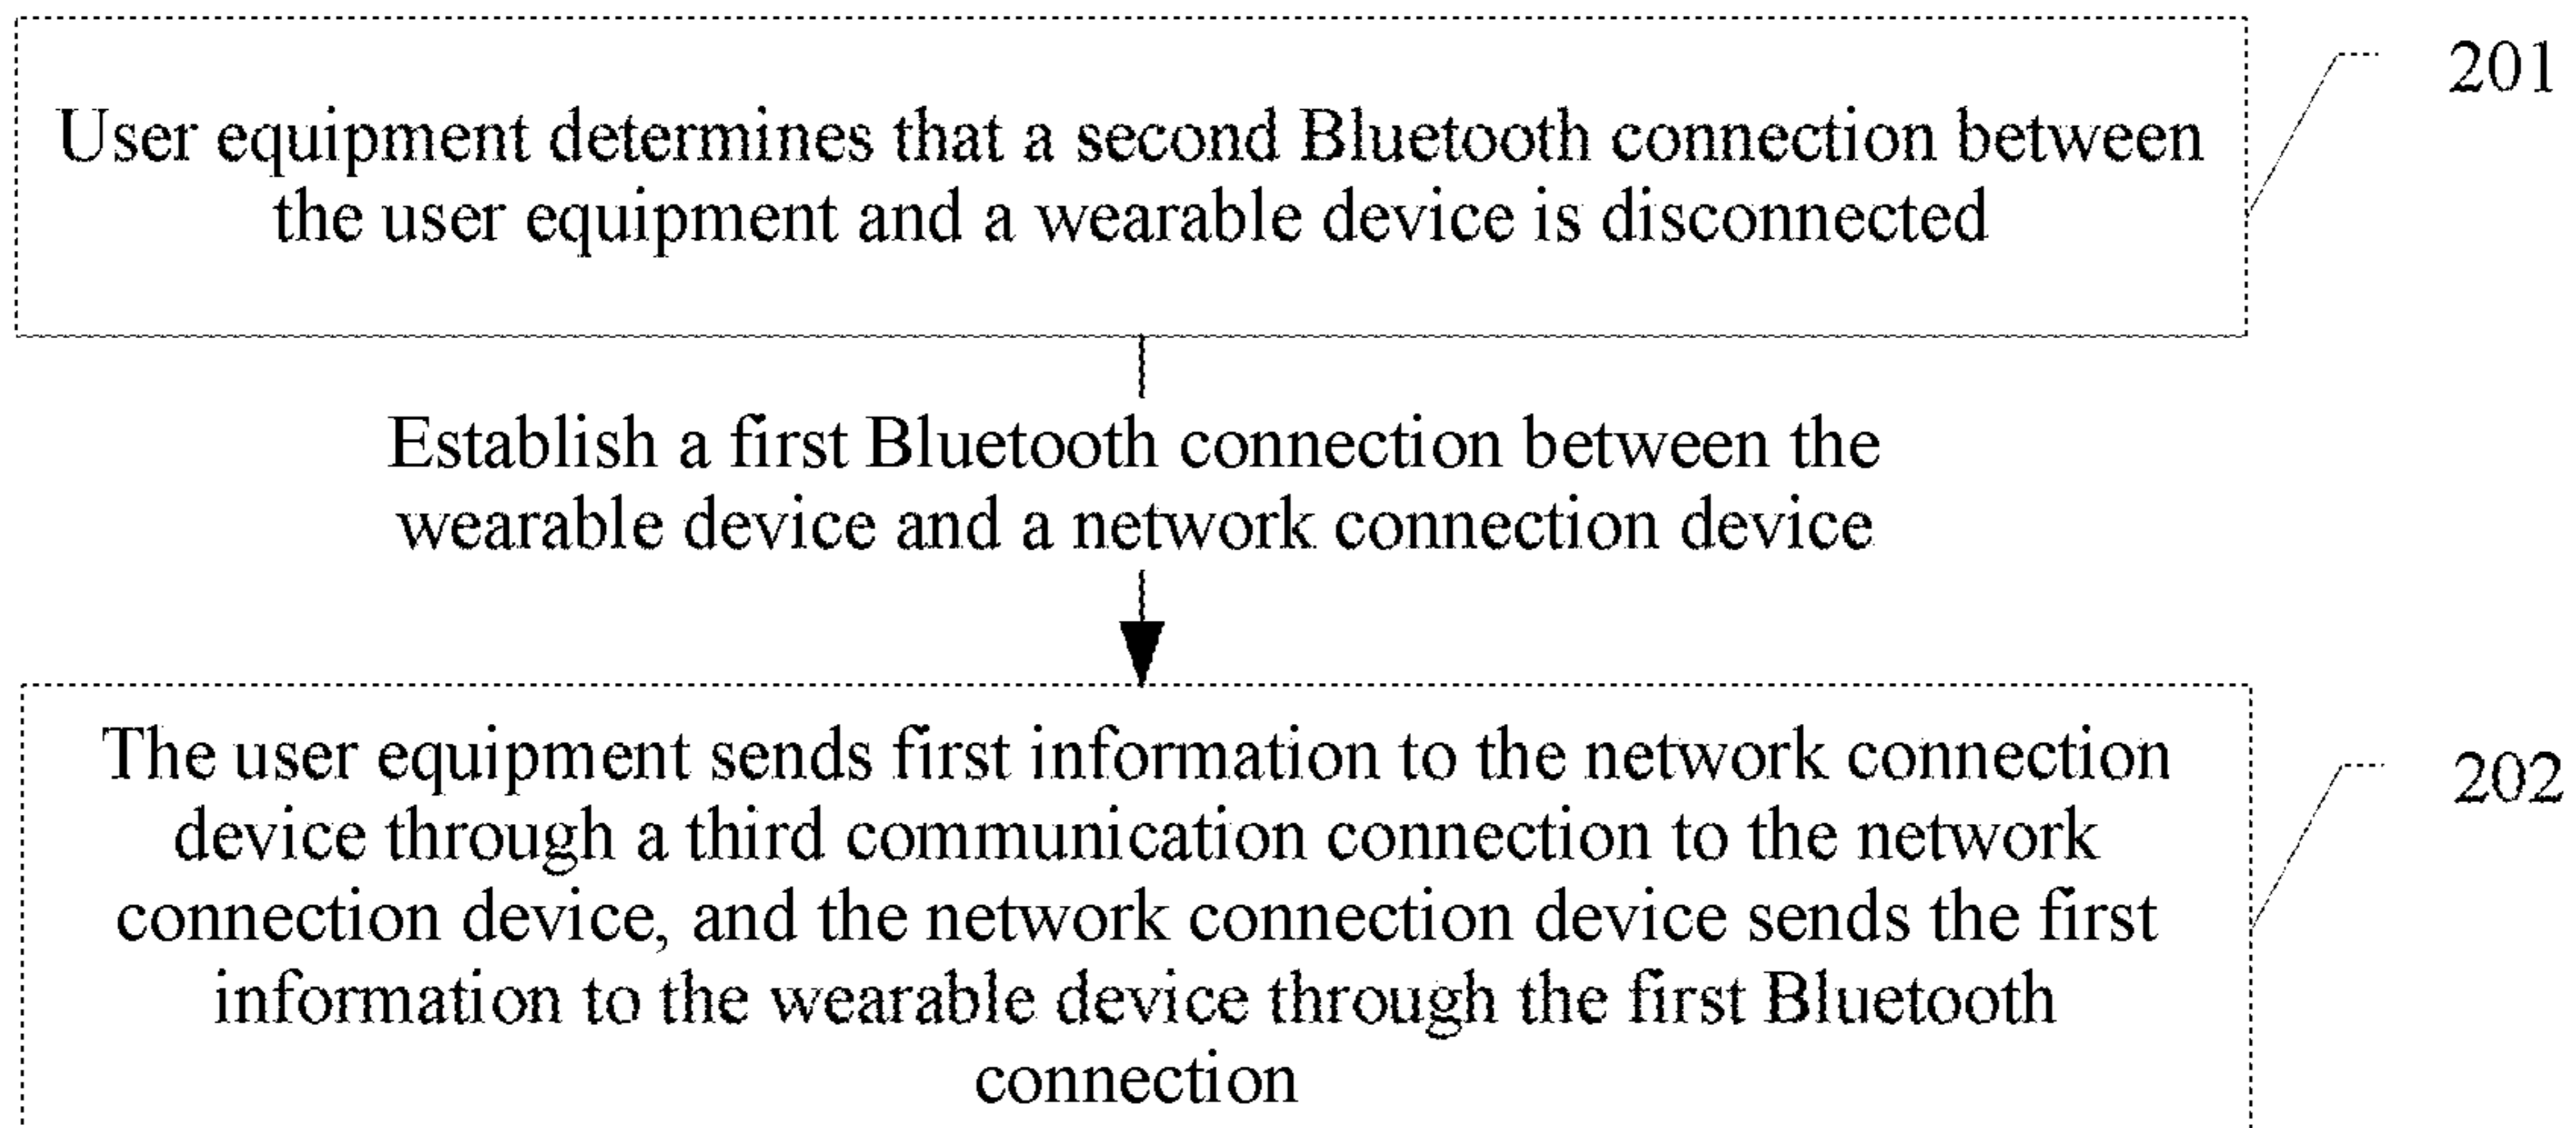 201
User equipment determines that a second Bluetooth connection between
the user equipment and a wearable device is disconnected
Establish a first Bluetooth connection between the
wearable device and a network connection device
202
The user equipment sends first information to the network connection
device through a third communication connection to the network
connection device, and the network connection device sends the first
information to the wearable device through the first Bluetooth
connection